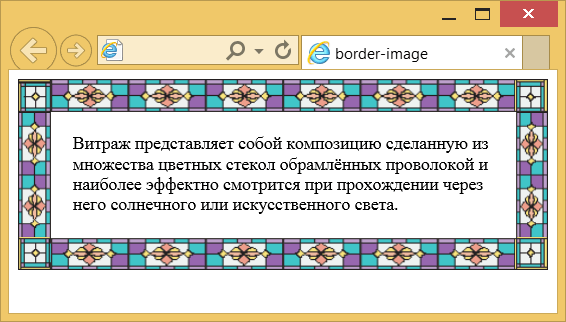 border-image
Витраж представляет собой композицию сделанную из
множества цветных стекол обрамлённых проволокой и
наиболее эффектно смотрится при прохождении через
него солнечного или искусственного света.